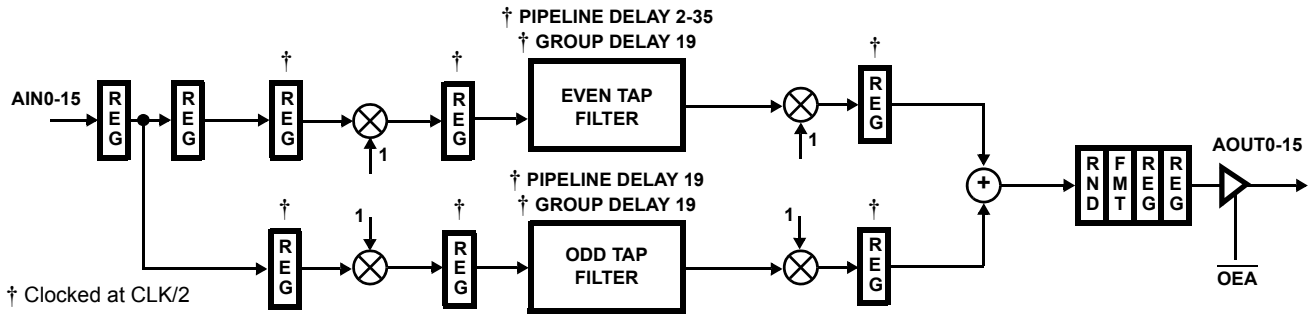 † PIPELINE DELAY 2-35
† GROUP DELAY 19
†
†
†
AIN0-15
REG
REG
REG
1
REG
EVEN TAP
FILTER
1
REG
AOUT0-15
† PIPELINE DELAY 19
† GROUP DELAY 19
+
RND
FMT
REG
REG
†
1
†
1
†
REG
REG
ODD TAP
FILTER
REG
OEA
† Clocked at CLK/2